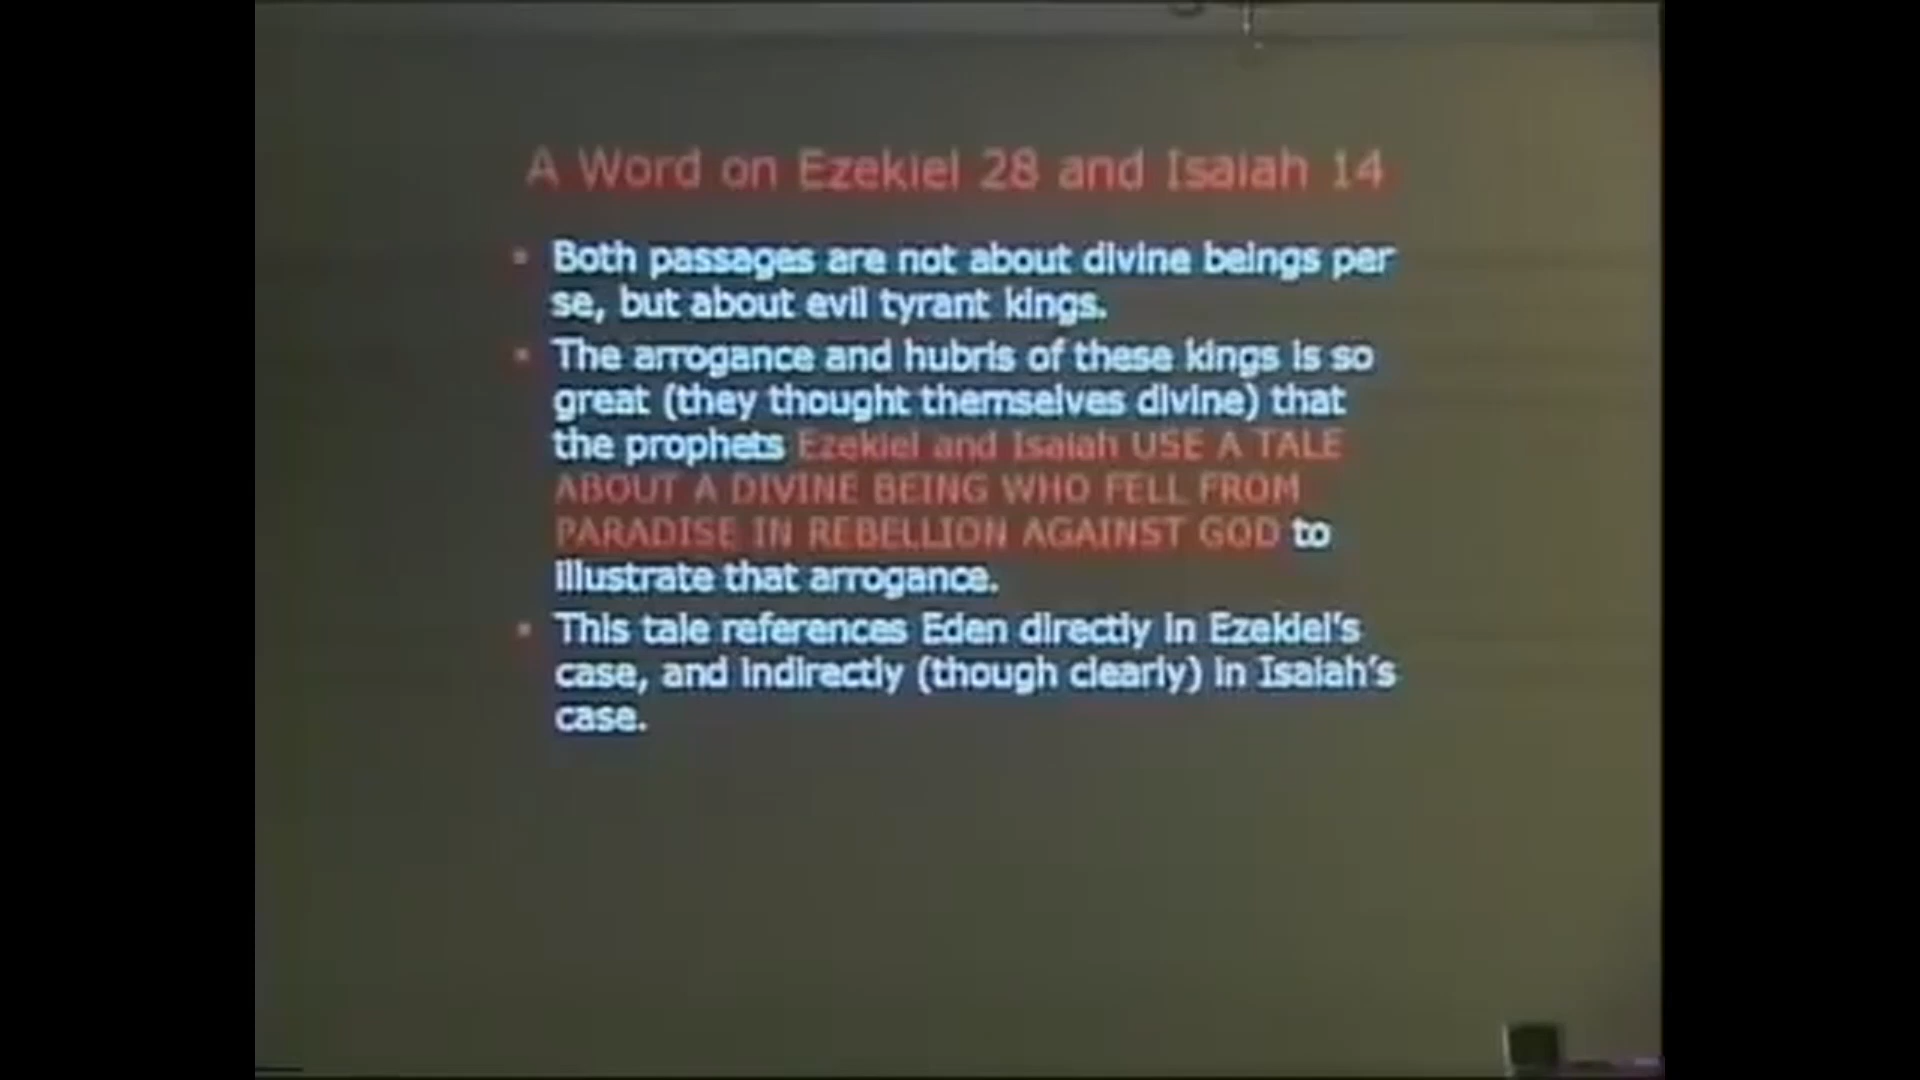 A Word on Ezekiel 28 and Isaiah 14
Both passages are not about divine beings per
se, but about evil tyrant kings.
The arrogance and hubris of these kings is so
great (they thought themselves divine) that
the prophets Ezekiel and Isaiah USE A TALE
ABOUT A DIVINE BEING WHO FELL FROM
PARADISE IN REBELLION AGAINST GOD to
illustrate that arrogance.
This tale references Eden directly in Ezekiel's
case, and indirectly (though clearly) in Isaiah's
case.